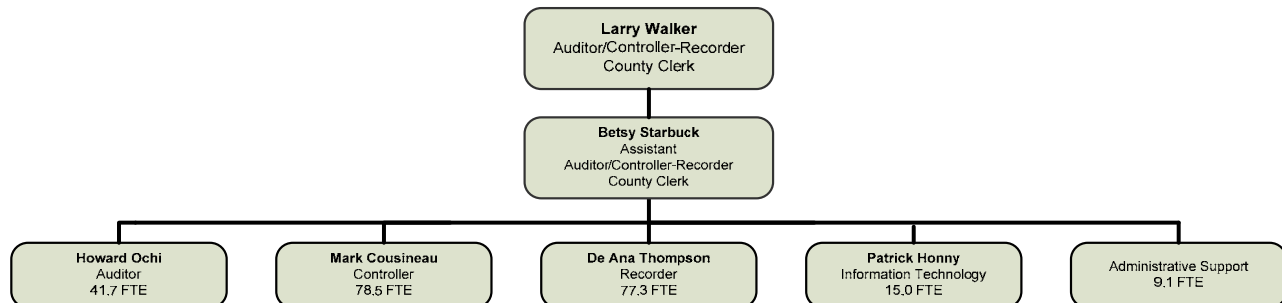 Larry Walker
Auditor/Controller-Recorder
County Clerk
Betsy Starbuck
Assistant
Auditor/Controller-Recorder
County Clerk
Howard Ochi
Auditor
41.7 FTE
Mark Cousineau
Controller
78.5 FTE
De Ana Thompson
Recorder
77.3 FTE
Patrick Honny
Information Technology
15.0 FTE
Administrative Support
9.1 FTE